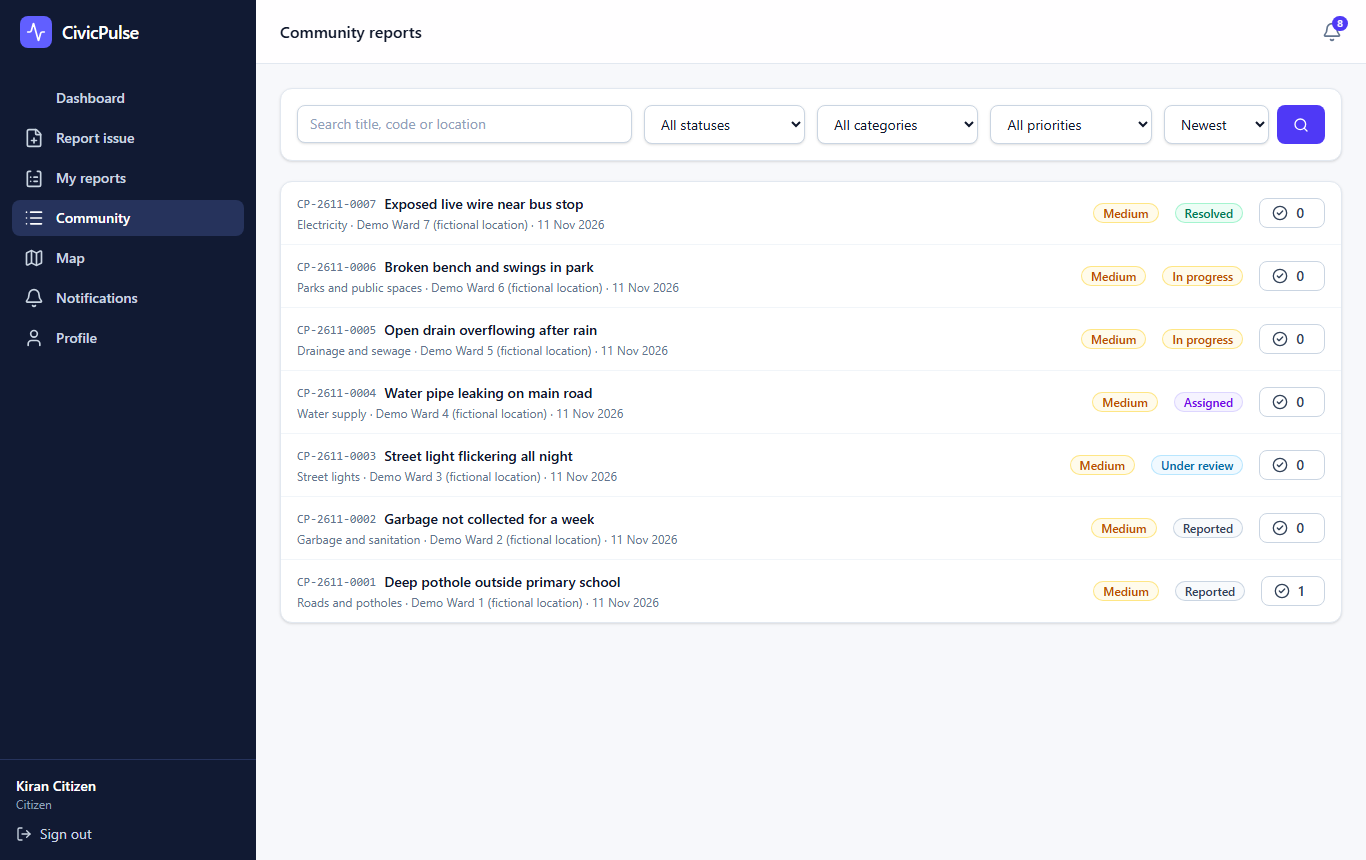 CivicPulse
Community reports
8
Dashboard
Report issue
My reports
Community
Map
Notifications
Profile
Search title, code or location
All statuses
All categories
All priorities
Newest
CP-2611-0007 Exposed live wire near bus stop
Electricity · Demo Ward 7 (fictional location) · 11 Nov 2026
Medium Resolved 0
CP-2611-0006 Broken bench and swings in park
Parks and public spaces · Demo Ward 6 (fictional location) · 11 Nov 2026
Medium In progress 0
CP-2611-0005 Open drain overflowing after rain
Drainage and sewage · Demo Ward 5 (fictional location) · 11 Nov 2026
Medium In progress 0
CP-2611-0004 Water pipe leaking on main road
Water supply · Demo Ward 4 (fictional location) · 11 Nov 2026
Medium Assigned 0
CP-2611-0003 Street light flickering all night
Street lights · Demo Ward 3 (fictional location) · 11 Nov 2026
Medium Under review 0
CP-2611-0002 Garbage not collected for a week
Garbage and sanitation · Demo Ward 2 (fictional location) · 11 Nov 2026
Medium Reported 0
CP-2611-0001 Deep pothole outside primary school
Roads and potholes · Demo Ward 1 (fictional location) · 11 Nov 2026
Medium Reported 1
Kiran Citizen
Citizen
Sign out